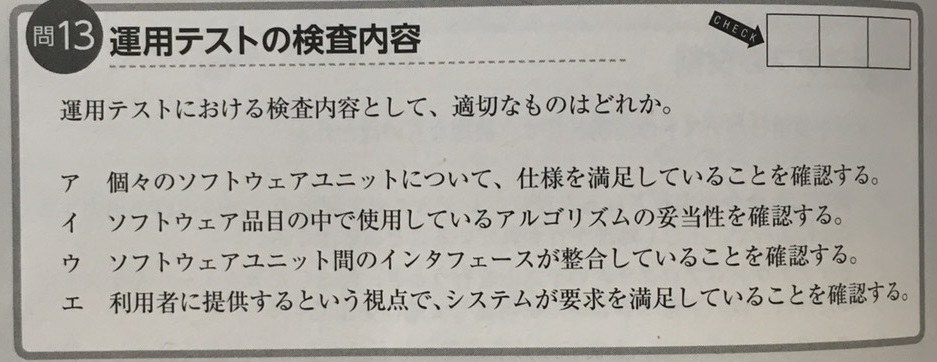 問13 運用テストの検査内容
CHECK
運用テストにおける検査内容として、適切なものはどれか。
ア 個々のソフトウェアユニットについて、仕様を満足していることを確認する。
イ ソフトウェア品目の中で使用しているアルゴリズムの妥当性を確認する。
ウ ソフトウェアユニット間のインタフェースが整合していることを確認する。
エ 利用者に提供するという視点で、システムが要求を満足していることを確認する。